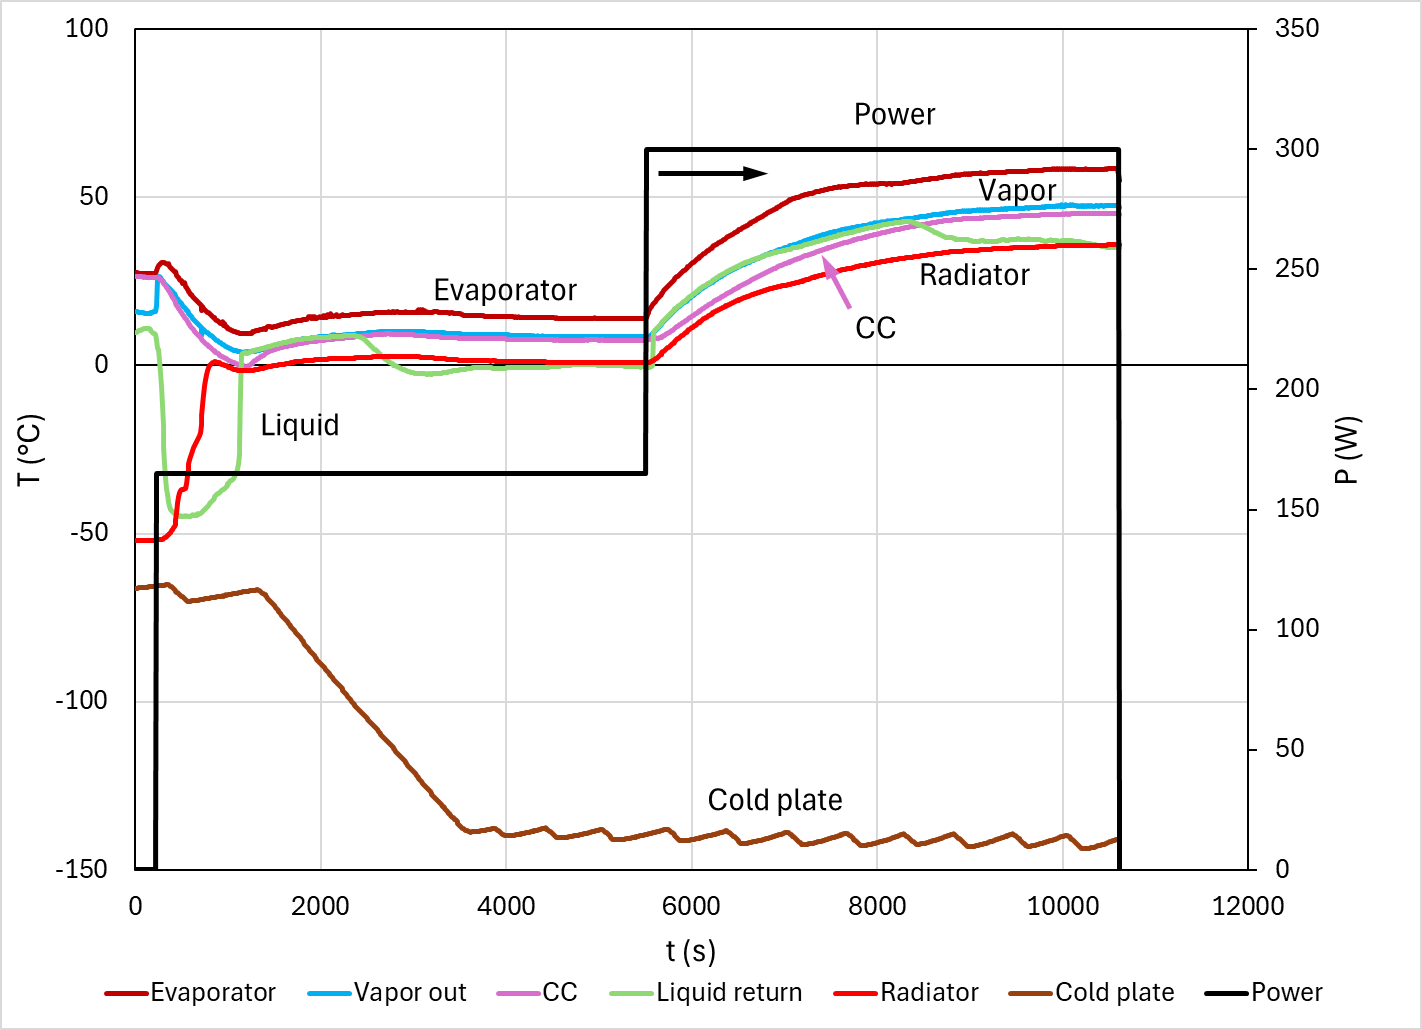 100
350
Power
300
50
Vapor
Evaporator
250
Radiator
CC
0
200
Liquid
T (°C)
P (W)
-50
150
-100
100
50
Cold plate
-150
0
0 2000 4000 6000 8000 10000 12000
t (s)
Evaporator Vapor out CC Liquid return Radiator Cold plate Power